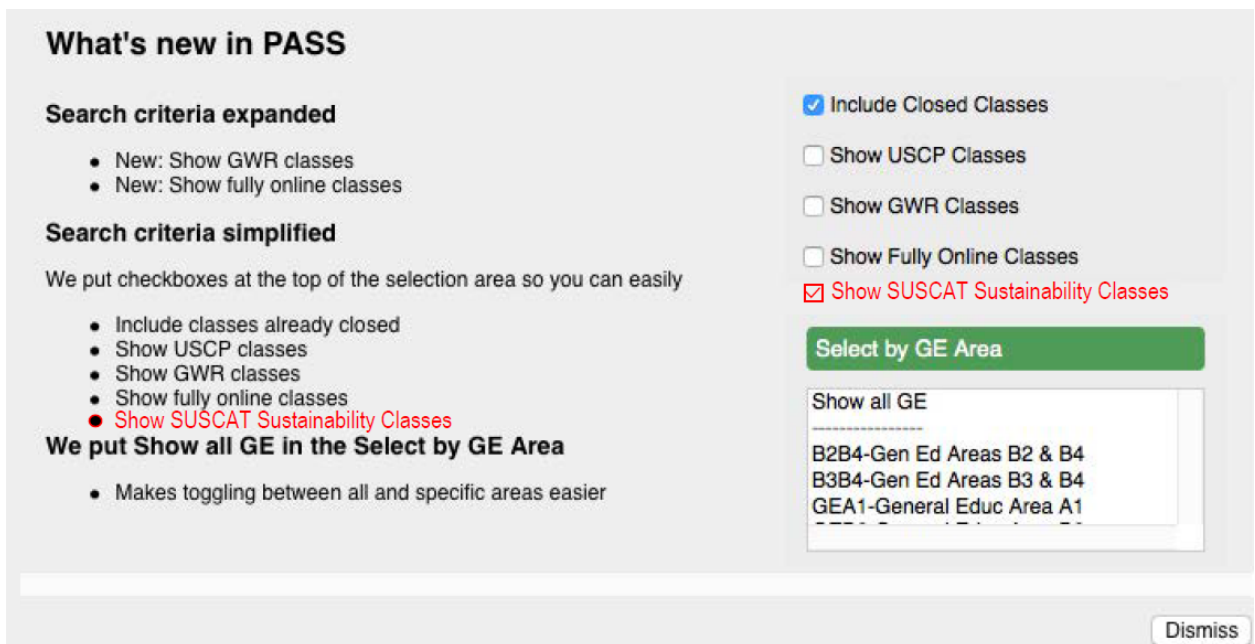 What's new in PASS
Search criteria expanded
New: Show GWR classes
New: Show fully online classes
Search criteria simplified
We put checkboxes at the top of the selection area so you can easily
Include classes already closed
Show USCP classes
Show GWR classes
Show fully online classes
Show SUSCAT Sustainability Classes
We put Show all GE in the Select by GE Area
Makes toggling between all and specific areas easier
Include Closed Classes
Show USCP Classes
Show GWR Classes
Show Fully Online Classes
Show SUSCAT Sustainability Classes
Select by GE Area
Show all GE
----------------
B2B4-Gen Ed Areas B2 & B4
B3B4-Gen Ed Areas B3 & B4
GEA1-General Educ Area A1
Dismiss